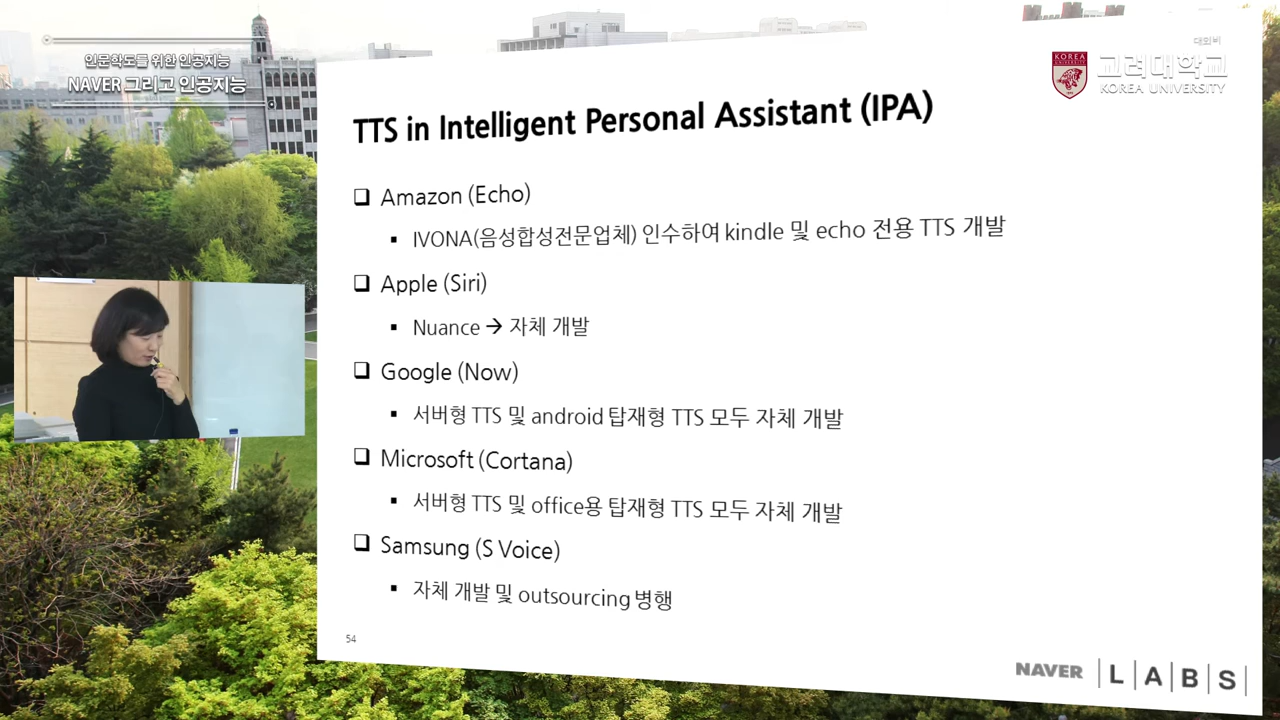 인문학도를 위한 인공지능
NAVER 그리고 인공지능
대외비
KOREA UNIVERSITY
고려대학교
KOREA UNIVERSITY
TTS in Intelligent Personal Assistant (IPA)
❑ Amazon (Echo)
▪ IVONA(음성합성전문업체) 인수하여 kindle 및 echo 전용 TTS 개발
❑ Apple (Siri)
▪ Nuance → 자체 개발
❑ Google (Now)
▪ 서버형 TTS 및 android 탑재형 TTS 모두 자체 개발
❑ Microsoft (Cortana)
▪ 서버형 TTS 및 office용 탑재형 TTS 모두 자체 개발
❑ Samsung (S Voice)
▪ 자체 개발 및 outsourcing 병행
54
NAVER | L | A | B | S |